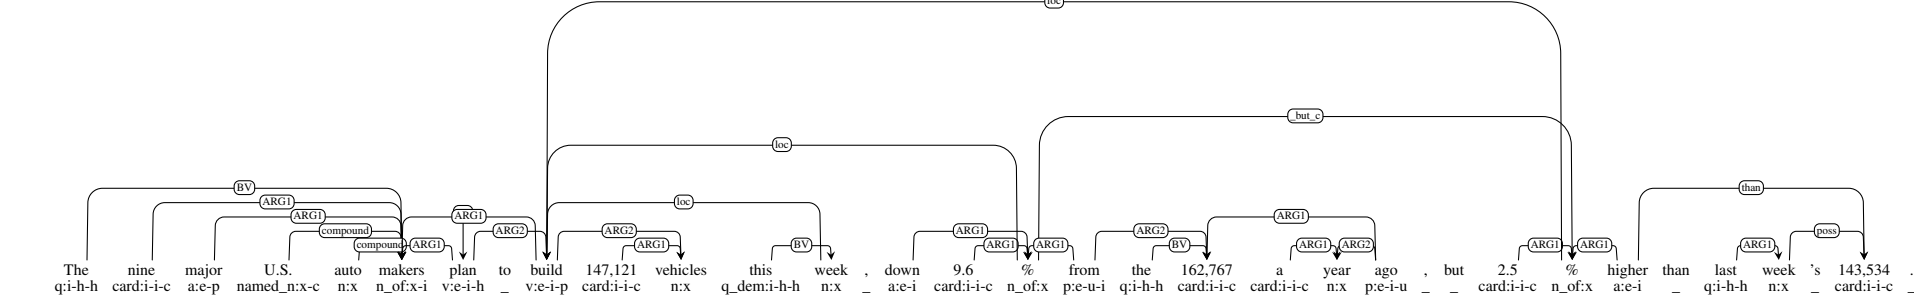 loc
_but_c
loc
BV than
ARG1 loc
ARG1 ARG1 ARG1
compound ARG2 ARG2 ARG1 ARG2 poss
compound ARG1 ARG1 BV ARG1 ARG1 BV ARG1 ARG2 ARG1 ARG1 ARG1
The nine major U.S. auto makers plan to build 147,121 vehicles this week , down 9.6 % from the 162,767 a year ago , but 2.5 % higher than last week 's 143,534 .
q:i-h-h card:i-i-c a:e-p named_n:x-c n:x n_of:x-i v:e-i-h _ v:e-i-p card:i-i-c n:x q_dem:i-h-h n:x _ a:e-i card:i-i-c n_of:x p:e-u-i q:i-h-h card:i-i-c card:i-i-c n:x p:e-i-u _ _ card:i-i-c n_of:x a:e-i _ q:i-h-h n:x _ card:i-i-c _